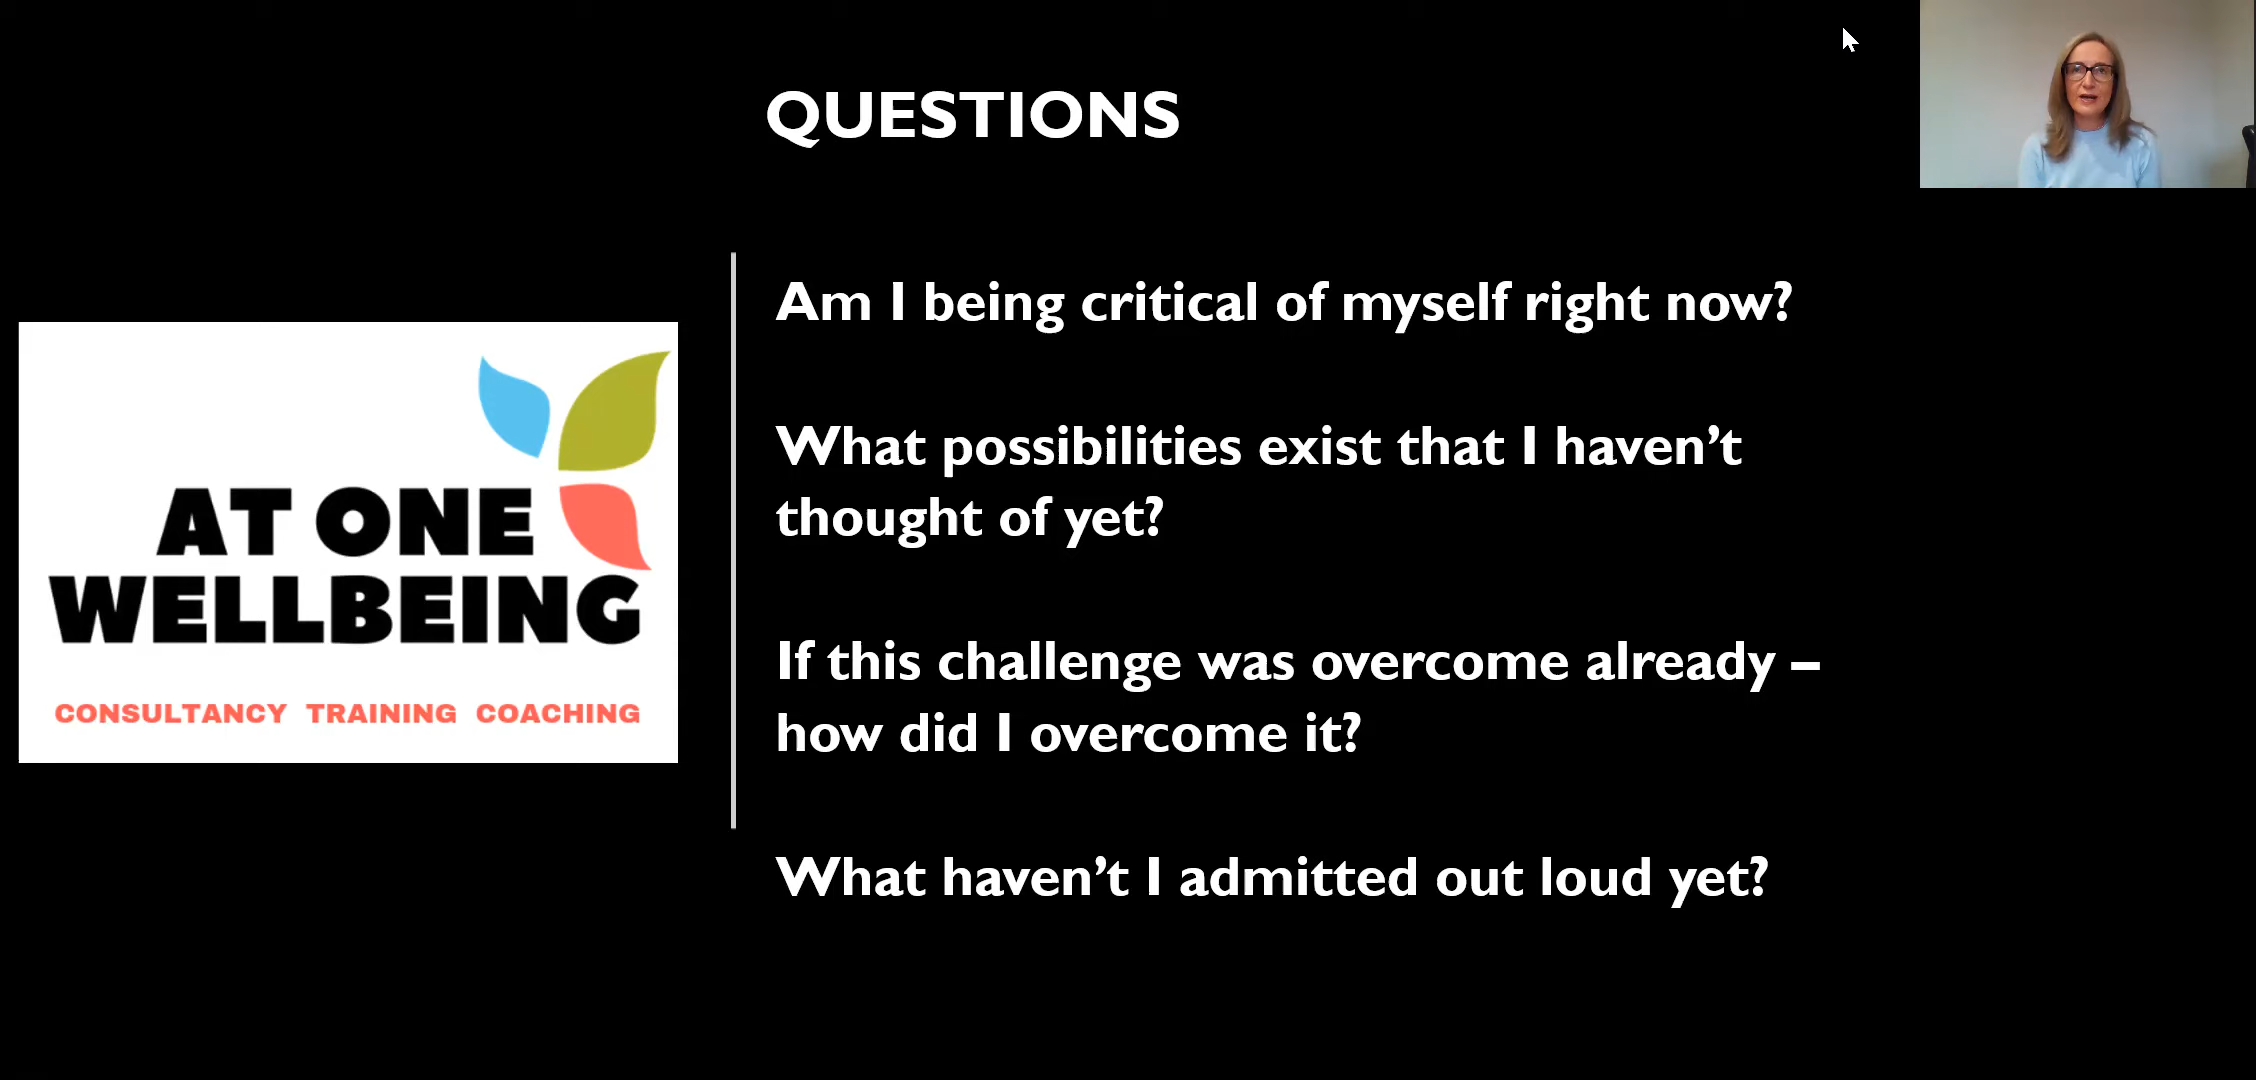 QUESTIONS
AT ONE
WELLBEING
CONSULTANCY TRAINING COACHING
Am I being critical of myself right now?
What possibilities exist that I haven’t
thought of yet?
If this challenge was overcome already –
how did I overcome it?
What haven’t I admitted out loud yet?